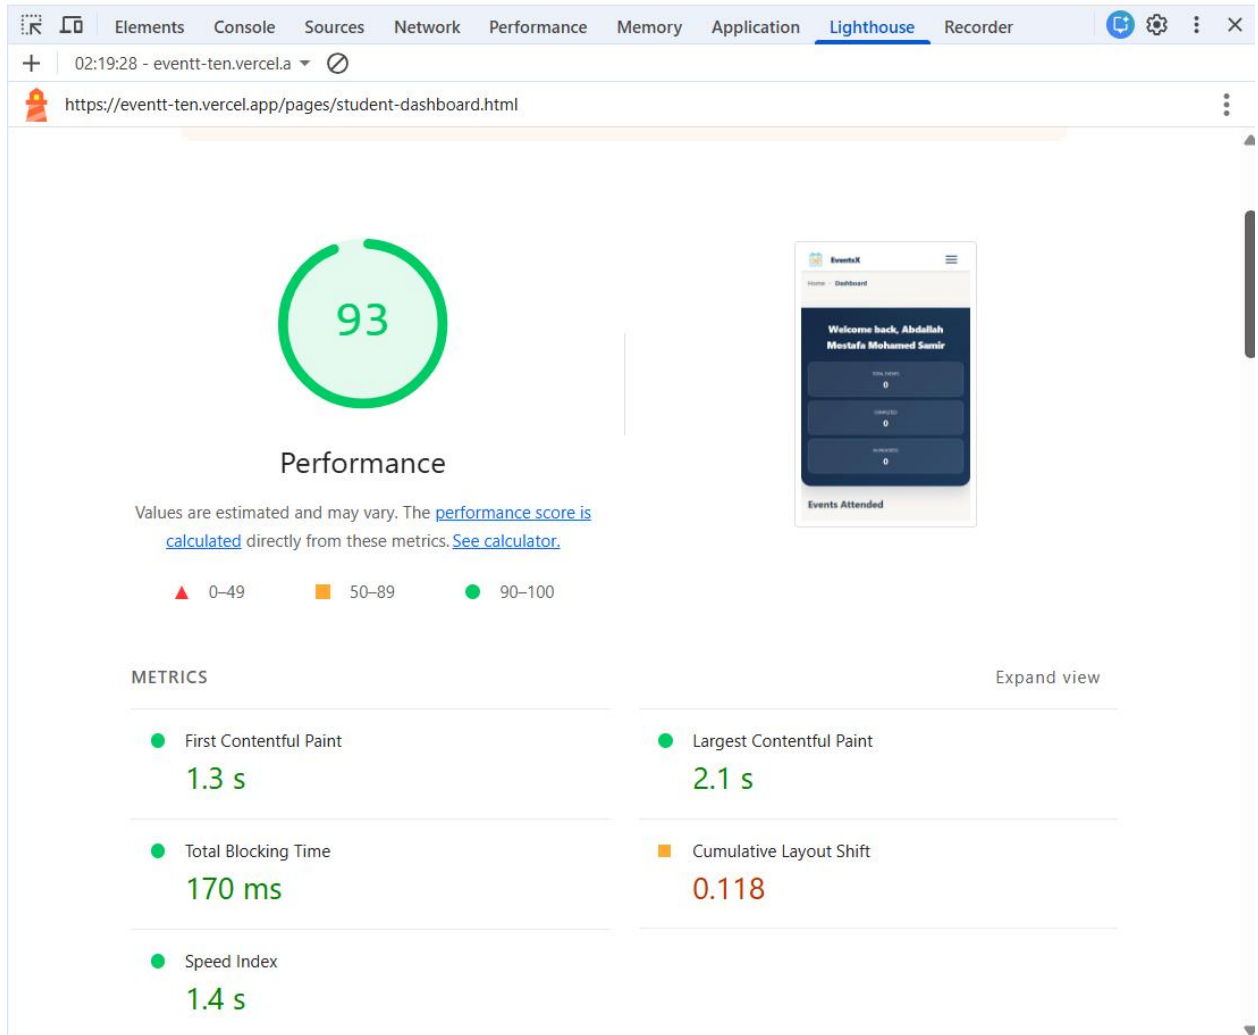 Elements Console Sources Network Performance Memory Application Lighthouse Recorder
02:19:28 - eventt-ten.vercel.a
https://eventt-ten.vercel.app/pages/student-dashboard.html
93
Performance
Values are estimated and may vary. The performance score is
calculated directly from these metrics. See calculator.
0–49 50–89 90–100
EventsX
Home Dashboard
Welcome back, Abdallah
Mostafa Mohamed Samir
TOTAL EVENTS
0
COMPLETED
0
0
Events Attended
METRICS
Expand view
First Contentful Paint
1.3 s
Largest Contentful Paint
2.1 s
Total Blocking Time
170 ms
Cumulative Layout Shift
0.118
Speed Index
1.4 s